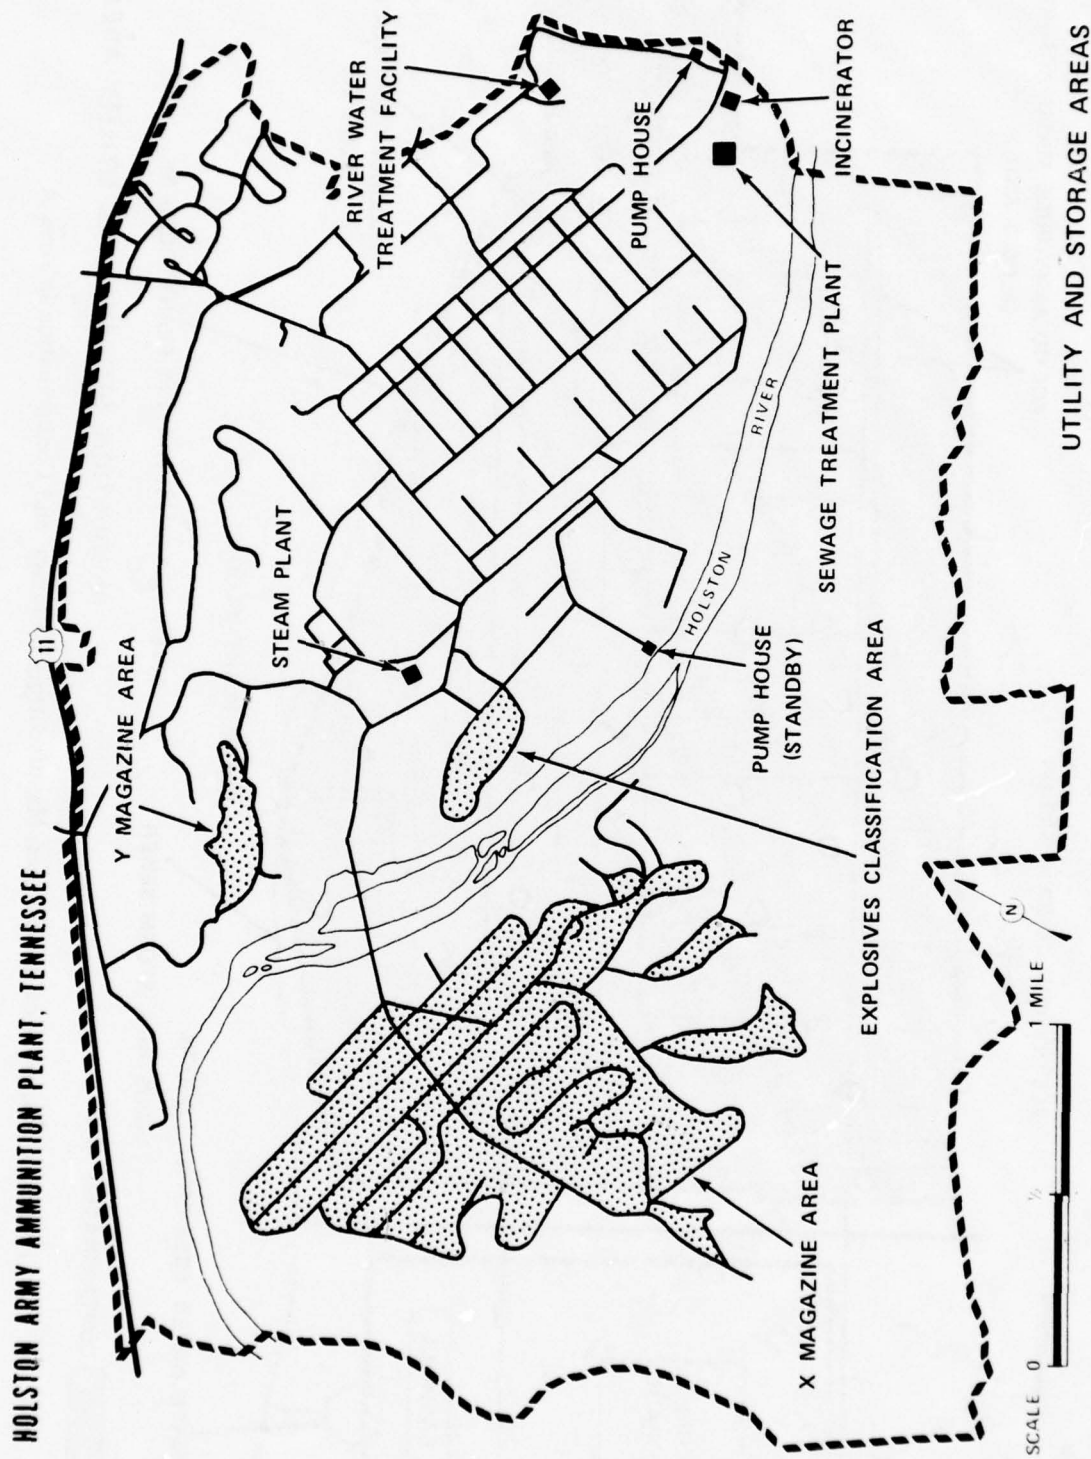 HOLSTON ARMY AMMUNITION PLANT, TENNESSEE
11
Y MAGAZINE AREA
STEAM PLANT
RIVER WATER
TREATMENT FACILITY
PUMP HOUSE
INCINERATOR
SEWAGE TREATMENT PLANT
HOLSTON
RIVER
PUMP HOUSE
(STANDBY)
EXPLOSIVES CLASSIFICATION AREA
X MAGAZINE AREA
N
SCALE 0 ½ 1 MILE
UTILITY AND STORAGE AREAS